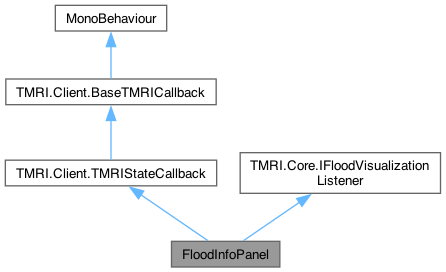 MonoBehaviour
TMRI.Client.BaseTMRICallback
TMRI.Client.TMRIStateCallback
TMRI.Core.IFloodVisualization
Listener
FloodInfoPanel